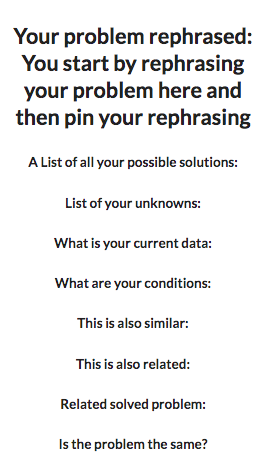 Your problem rephrased:
You start by rephrasing
your problem here and
then pin your rephrasing
A List of all your possible solutions:
List of your unknowns:
What is your current data:
What are your conditions:
This is also similar:
This is also related:
Related solved problem:
Is the problem the same?